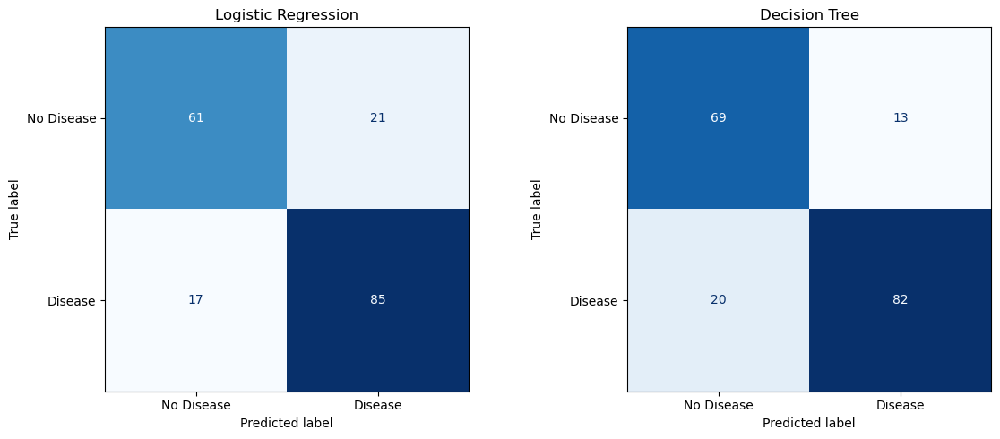 Logistic Regression
No Disease
61
21
True label
Disease
17
85
No Disease
Disease
Predicted label
Decision Tree
No Disease
69
13
True label
Disease
20
82
No Disease
Disease
Predicted label